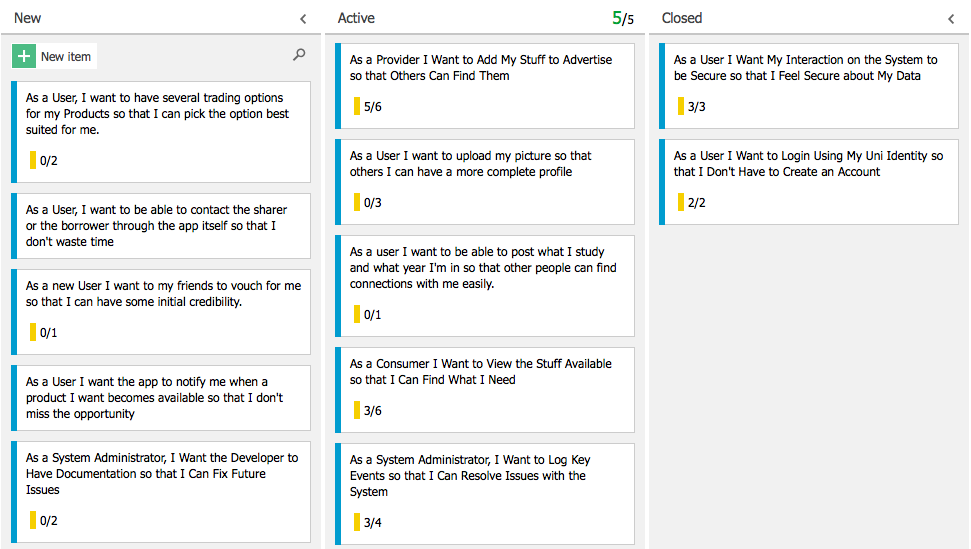 New
New item
As a User, I want to have several trading options
for my Products so that I can pick the option best
suited for me.
0/2
As a User, I want to be able to contact the sharer
or the borrower through the app itself so that I
don't waste time
As a new User I want to my friends to vouch for me
so that I can have some initial credibility.
0/1
As a User I want the app to notify me when a
product I want becomes available so that I don't
miss the opportunity
As a System Administrator, I Want the Developer to
Have Documentation so that I Can Fix Future
Issues
0/2
Active
5/5
As a Provider I Want to Add My Stuff to Advertise
so that Others Can Find Them
5/6
As a User I want to upload my picture so that
others I can have a more complete profile
0/3
As a user I want to be able to post what I study
and what year I'm in so that other people can find
connections with me easily.
0/1
As a Consumer I Want to View the Stuff Available
so that I Can Find What I Need
3/6
As a System Administrator, I Want to Log Key
Events so that I Can Resolve Issues with the
System
3/4
Closed
As a User I Want My Interaction on the System to
be Secure so that I Feel Secure about My Data
3/3
As a User I Want to Login Using My Uni Identity so
that I Don't Have to Create an Account
2/2